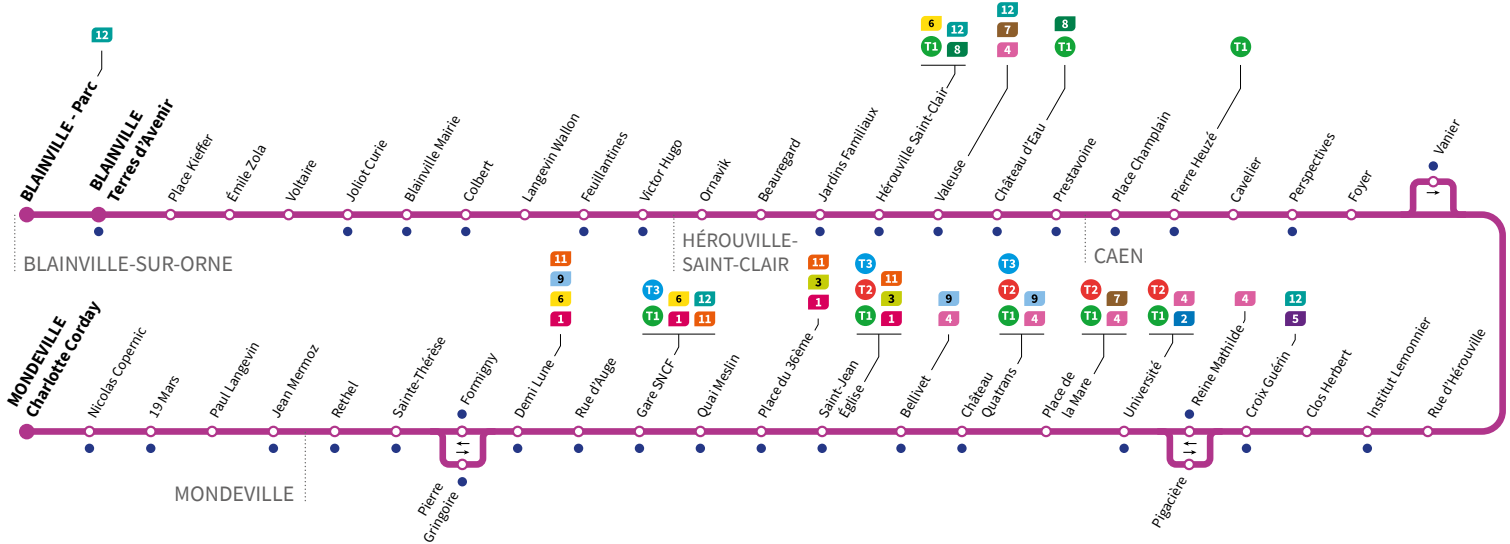 12
6
12
T1
8
12
7
4
8
T1
T1
BLAINVILLE - Parc
BLAINVILLE
Terres d'Avenir
Place Kieffer
Émile Zola
Voltaire
Joliot Curie
Blainville Mairie
Colbert
Langevin Wallon
Feuillantines
Victor Hugo
Ornavik
Beauregard
Jardins Familiaux
Hérouville Saint-Clair
Valeuse
Château d'Eau
Prestavoine
Place Champlain
Pierre Heuzé
Cavelier
Perspectives
Foyer
Vanier
→
BLAINVILLE-SUR-ORNE
HÉROUVILLE-
SAINT-CLAIR
CAEN
11
9
6
1
T3
6
12
T1
1
11
11
3
1
T3
T2
11
3
T1
1
9
4
T3
T2
9
T1
4
T2
7
T1
4
T2
4
T1
2
4
12
5
MONDEVILLE
Charlotte Corday
Nicolas Copernic
19 Mars
Paul Langevin
Jean Mermoz
Rethel
Sainte-Thérèse
Formigny
Demi Lune
Rue d'Auge
Gare SNCF
Quai Meslin
Place du 36ème
Saint-Jean
Église
Bellivet
Château
Quatrans
Place de
la Mare
Université
Reine Mathilde
Croix Guérin
Clos Herbert
Institut Lemonnier
Rue d'Hérouville
←
→
←
→
MONDEVILLE
Pierre
Gringoire
Pigacière